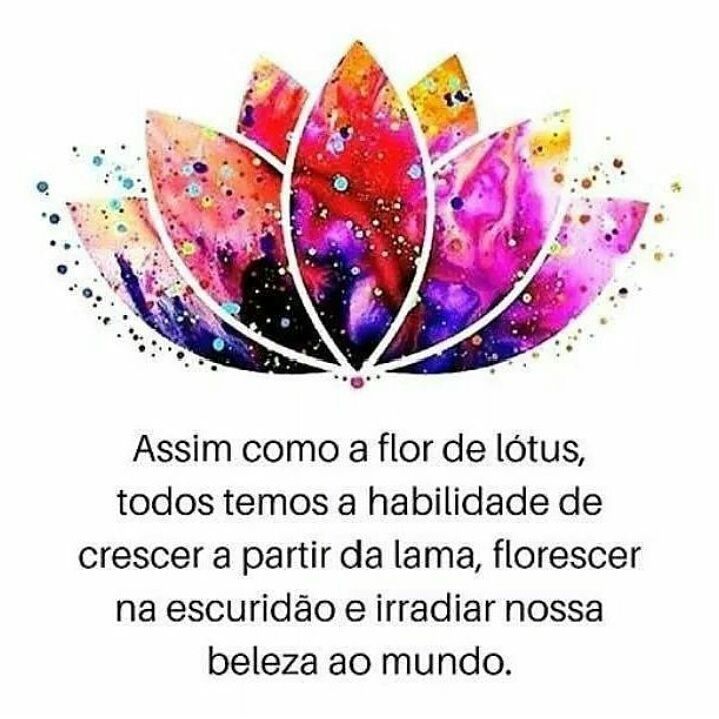 Assim como a flor de lótus,
todos temos a habilidade de
crescer a partir da lama, florescer
na escuridão e irradiar nossa
beleza ao mundo.